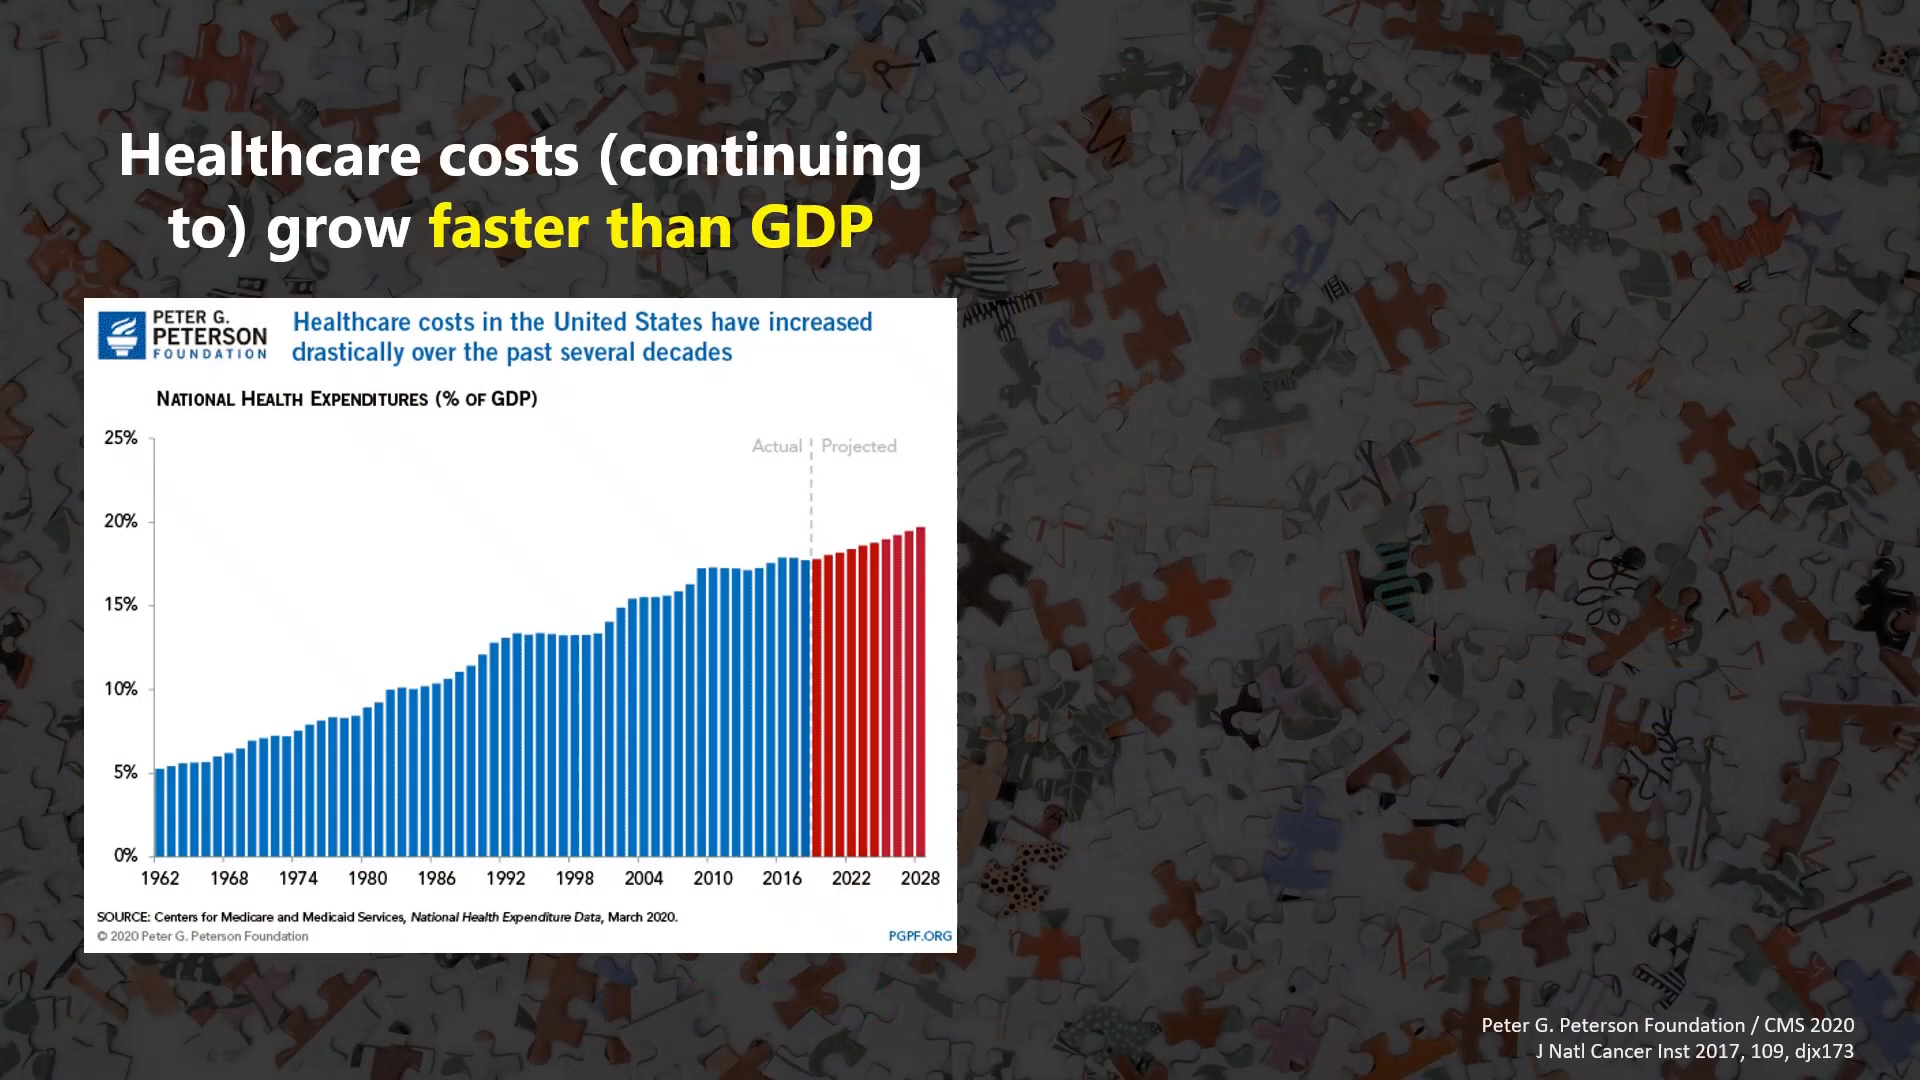 Healthcare costs (continuing
to) grow faster than GDP
PETER G.
PETERSON
FOUNDATION
Healthcare costs in the United States have increased
drastically over the past several decades
NATIONAL HEALTH EXPENDITURES (% OF GDP)
25%
Actual
Projected
20%
15%
10%
5%
0%
1962 1968 1974 1980 1986 1992 1998 2004 2010 2016 2022 2028
SOURCE: Centers for Medicare and Medicaid Services, National Health Expenditure Data, March 2020.
© 2020 Peter G. Peterson Foundation
PGPF.ORG
Peter G. Peterson Foundation / CMS 2020
J Natl Cancer Inst 2017, 109, djx173